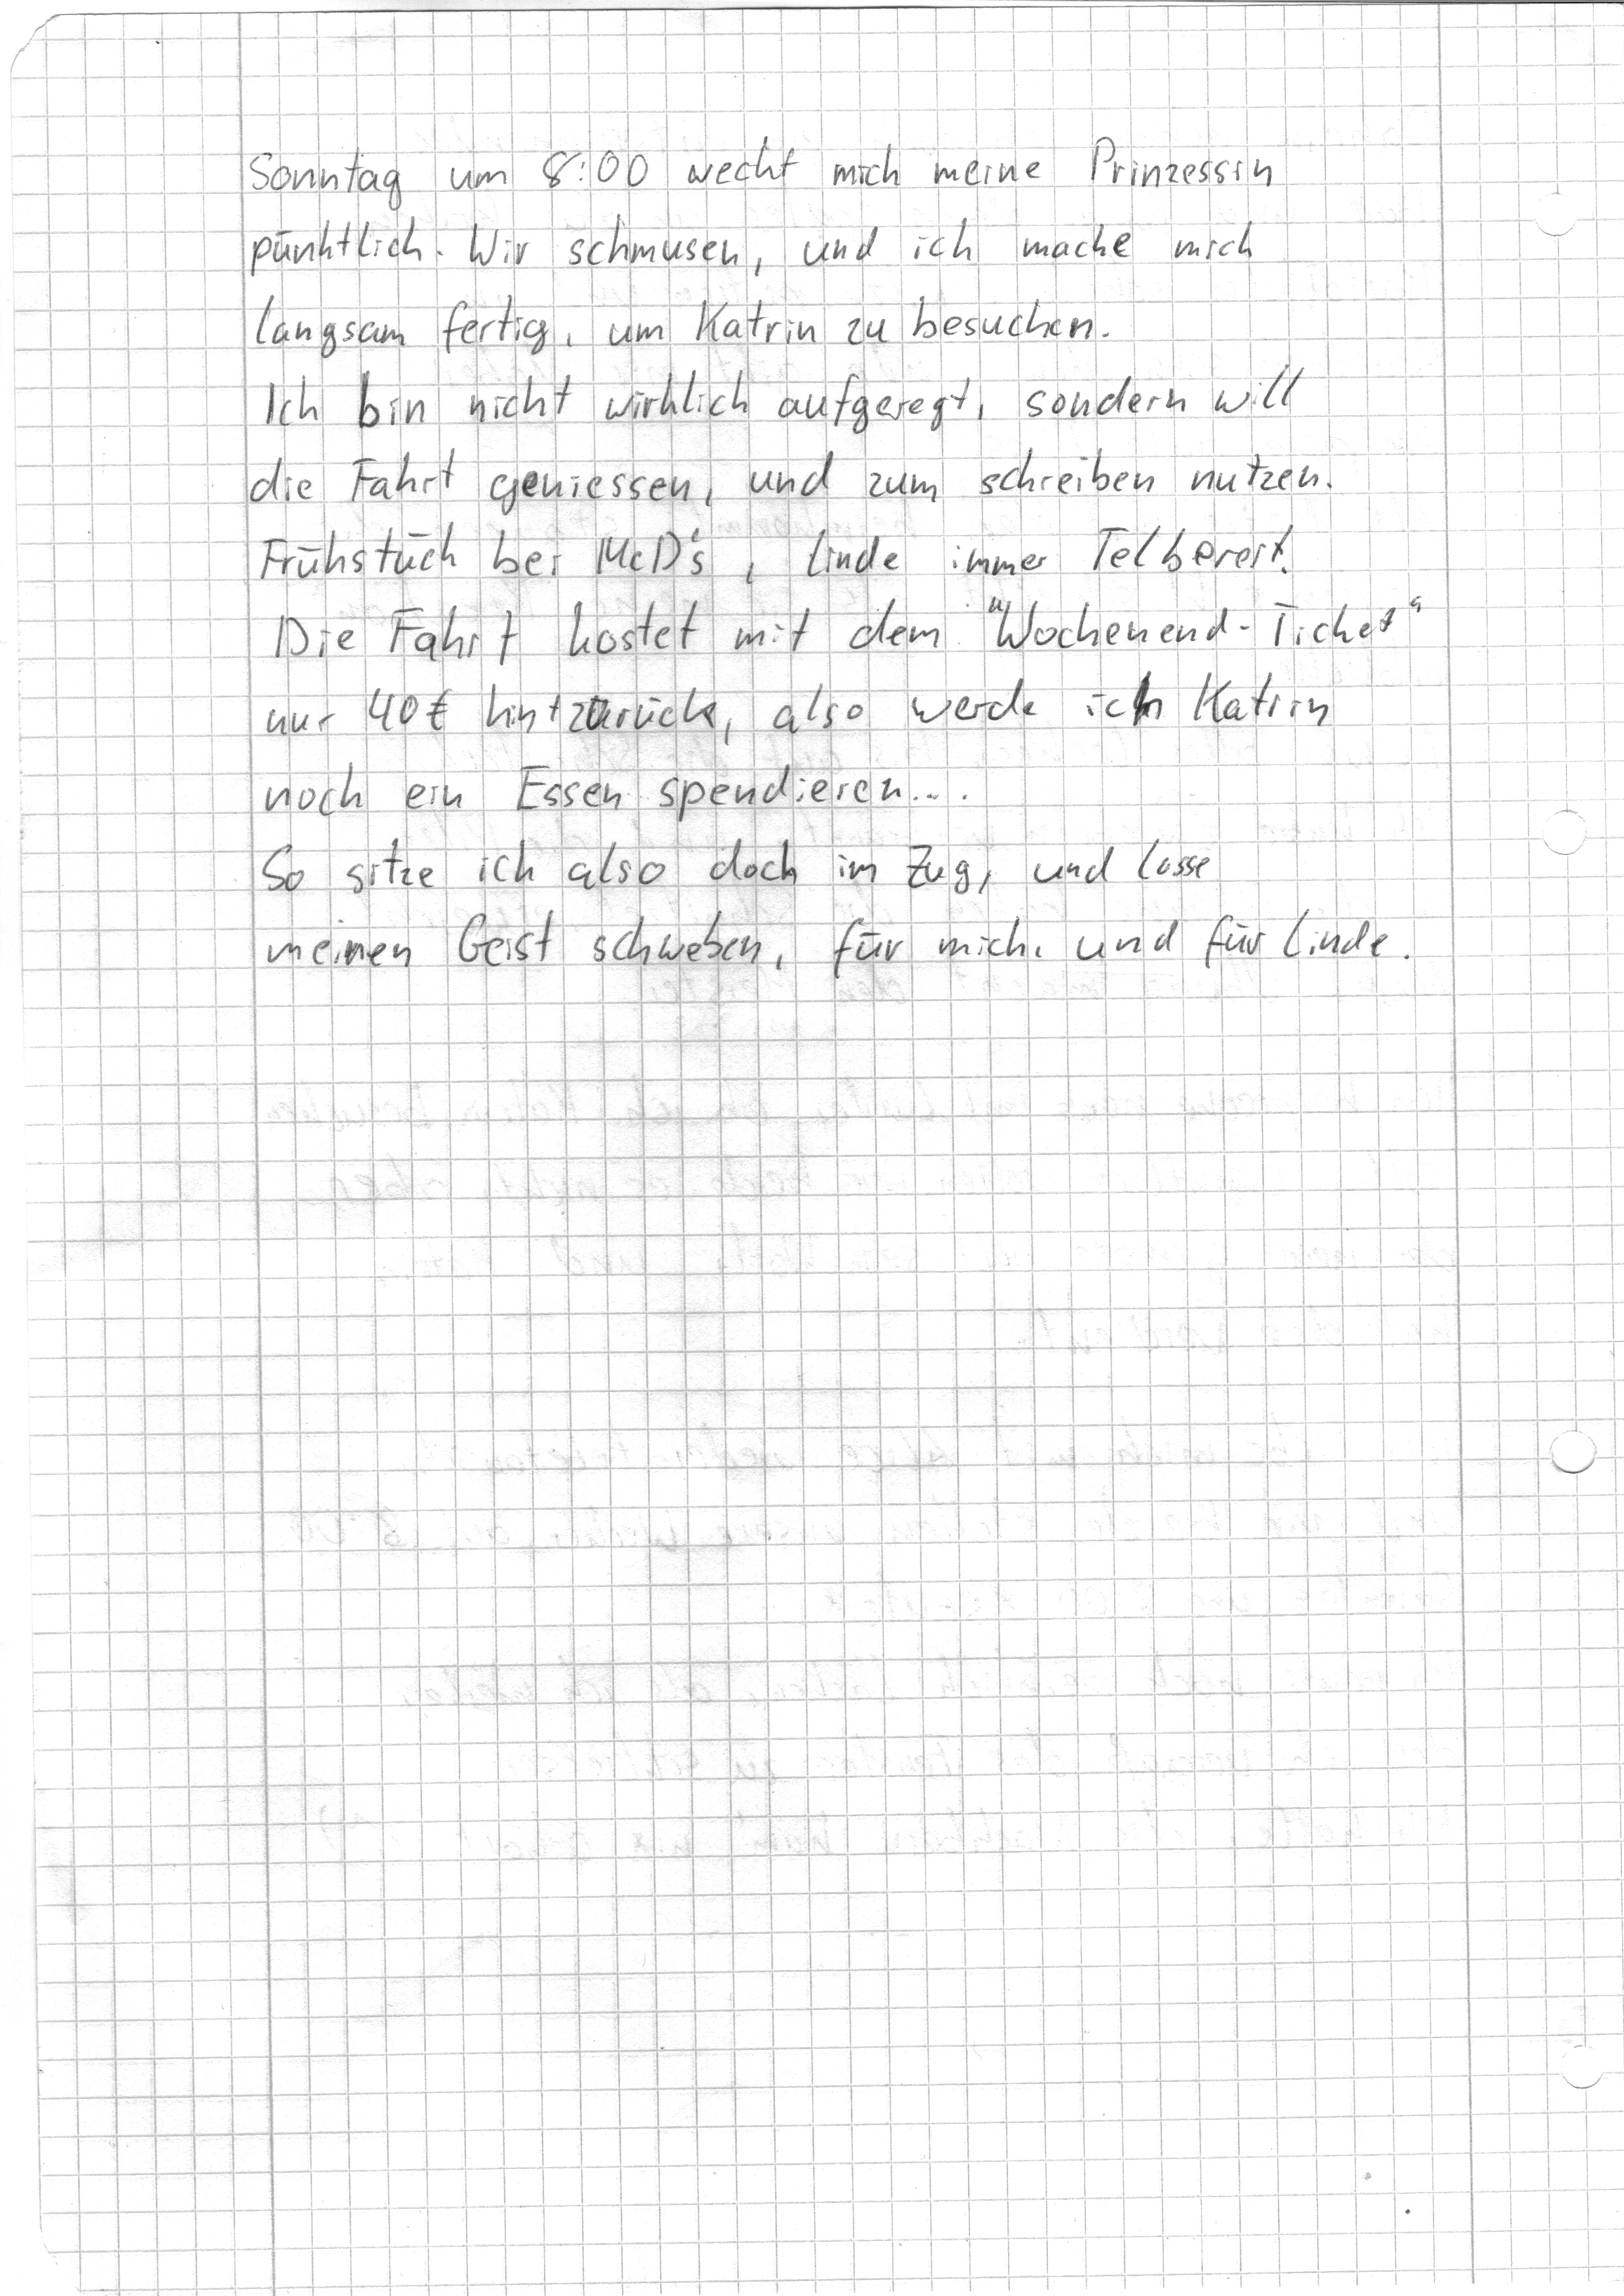 Sonntag um 8:00 weckt mich meine Prinzessin
pünktlich. Wir schmusen, und ich mache mich
langsam fertig, um Katrin zu besuchen.
Ich bin nicht wirklich aufgeregt, sondern will
die Fahrt geniessen, und zum schreiben nutzen.
Frühstück bei McD's, Linde immer Telbereit.
Die Fahrt kostet mit dem "Wochenend-Ticket"
nur 40€ hin+zurück, also werde ich Katrin
noch ein Essen spendieren...
So sitze ich also doch im Zug, und lasse
meinen Geist schweben, für mich, und für Linde.